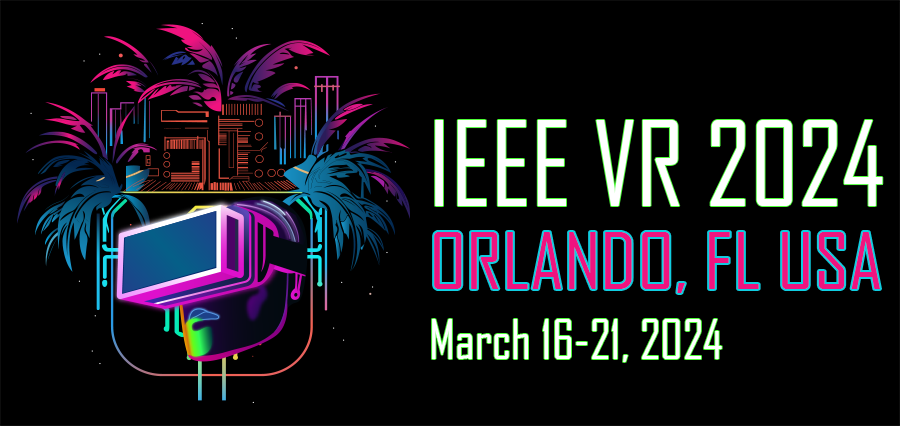 IEEE VR 2024
ORLANDO, FL USA
March 16-21, 2024